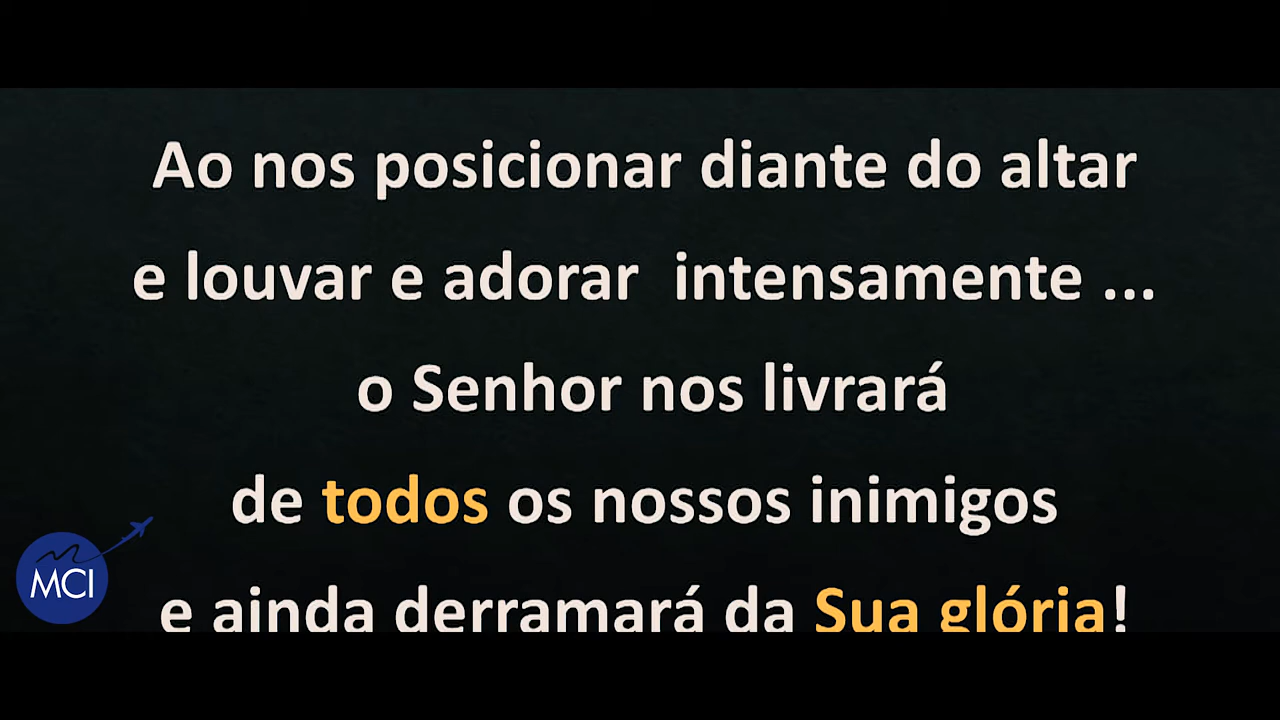 Ao nos posicionar diante do altar
e louvar e adorar  intensamente ...
o Senhor nos livrará
de todos os nossos inimigos
e ainda derramará da Sua glória!
MCI